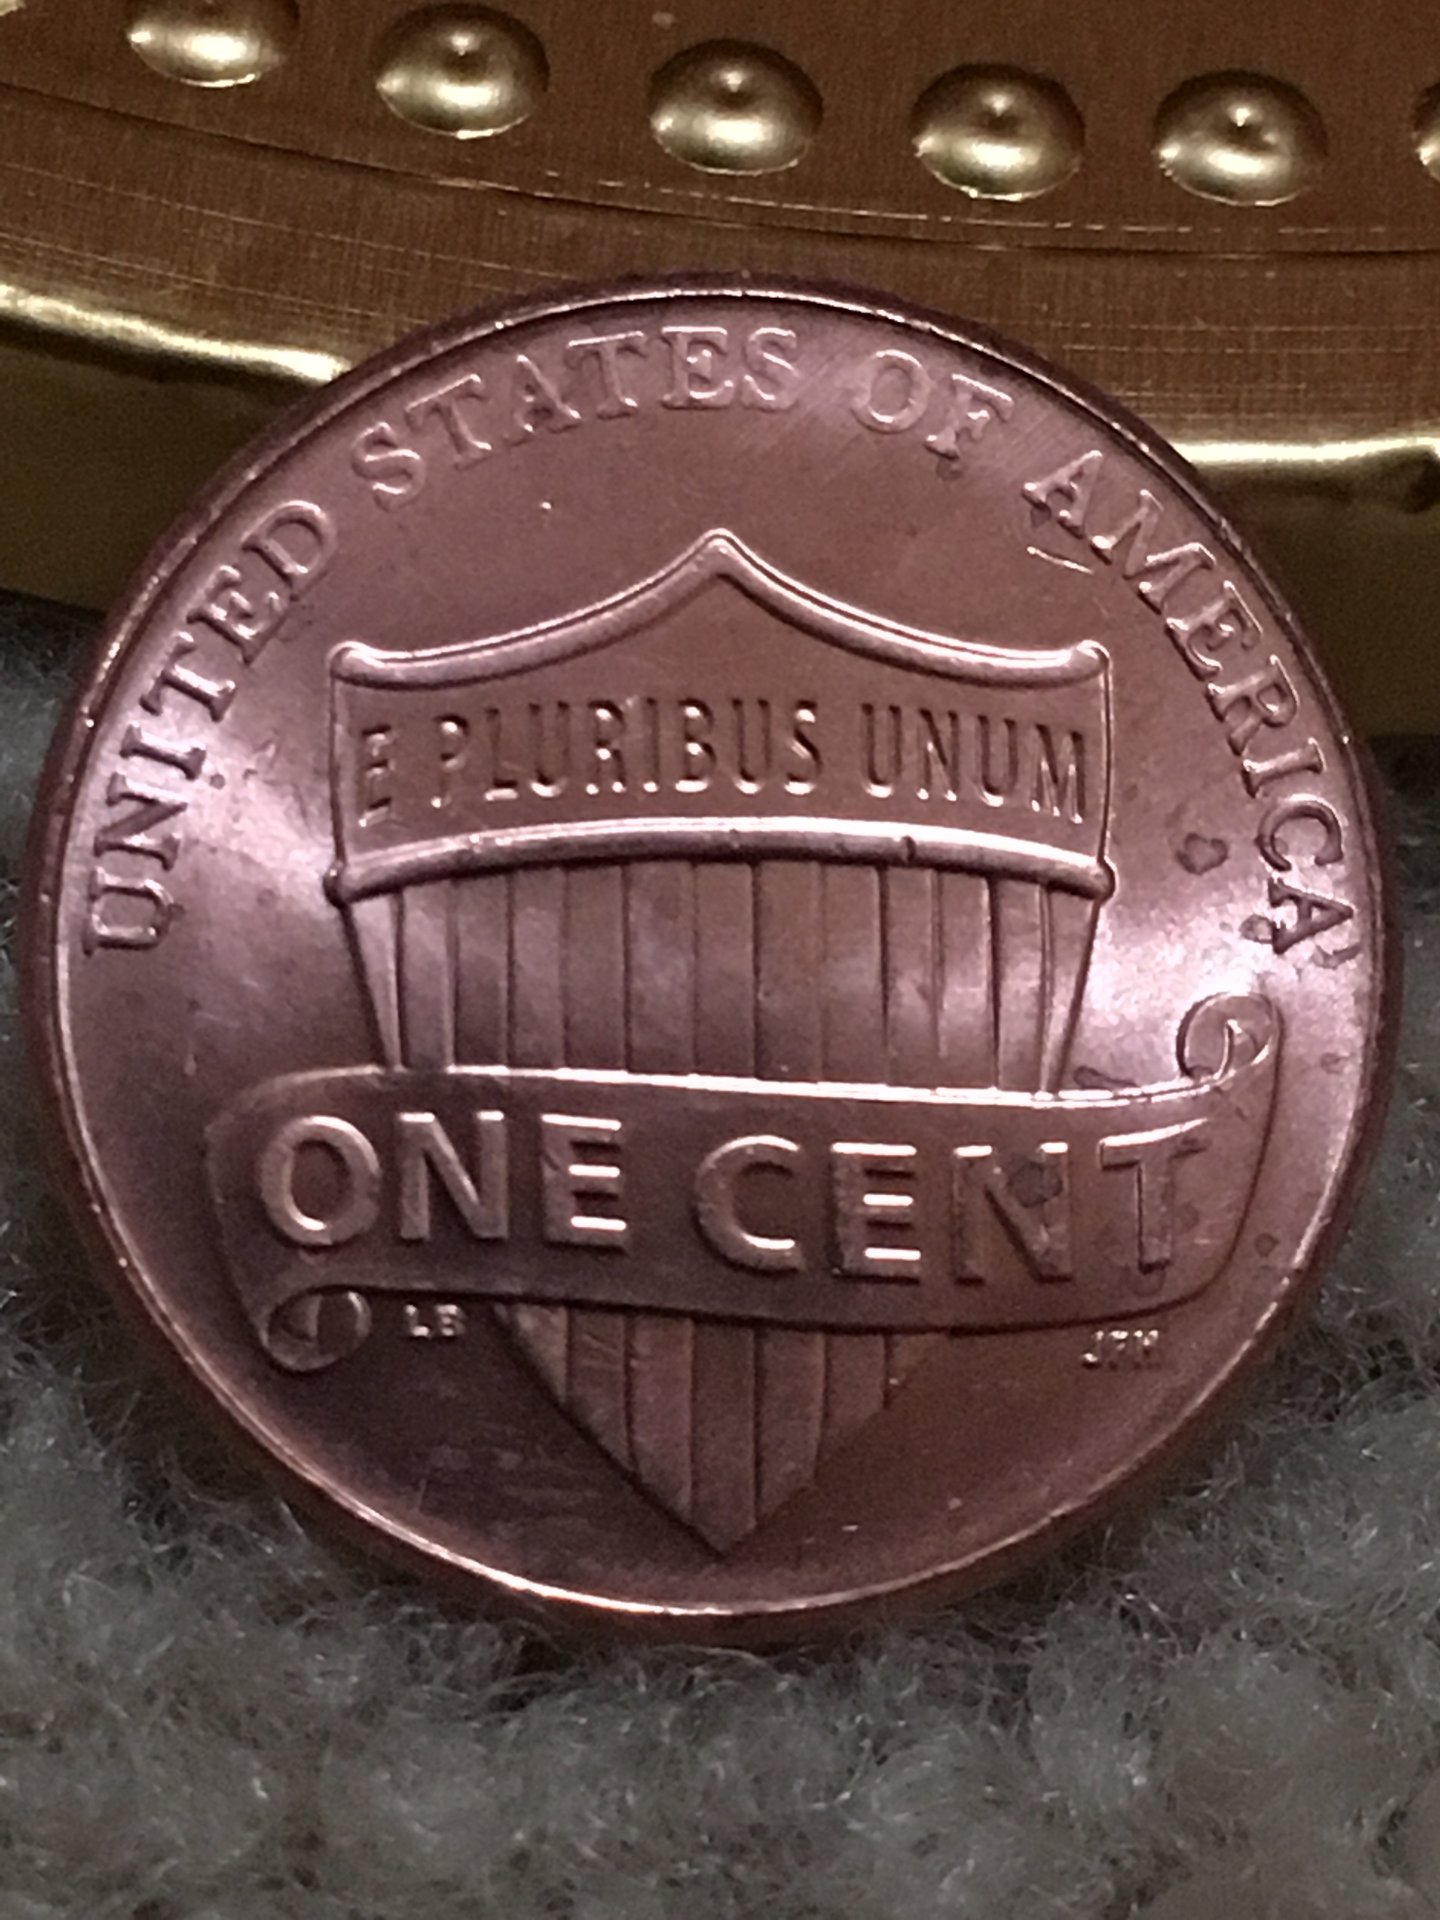 UNITED STATES OF AMERICA
E PLURIBUS UNUM
ONE CENT
LB
JFM